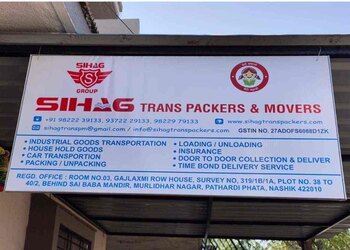 SIHAG
S
GROUP
SIHAG TRANS PACKERS & MOVERS
+91 98222 39133, 93722 29133, 98229 79133
www.sihagtranspackers.com
sihagtranspm@gmail.com / info@sihagtranspackers.com
GSTIN NO. 27ADOFS6068D1ZK
• INDUSTRIAL GOODS TRANSPORTATION
• HOUSE HOLD GOODS
• CAR TRANSPORTION
• PACKING / UNPACKING
• LOADING / UNLOADING
• INSURANCE
• DOOR TO DOOR COLLECTION & DELIVER
• TIME BOND DELIVERY SERVICE
REGD. OFFICE : ROOM NO.03, GAJLAXMI ROW HOUSE, SURVEY NO, 319/1B/1A, PLOT NO. 38 TO
40/2, BEHIND SAI BABA MANDIR, MURLIDHAR NAGAR, PATHARDI PHATA, NASHIK 422010